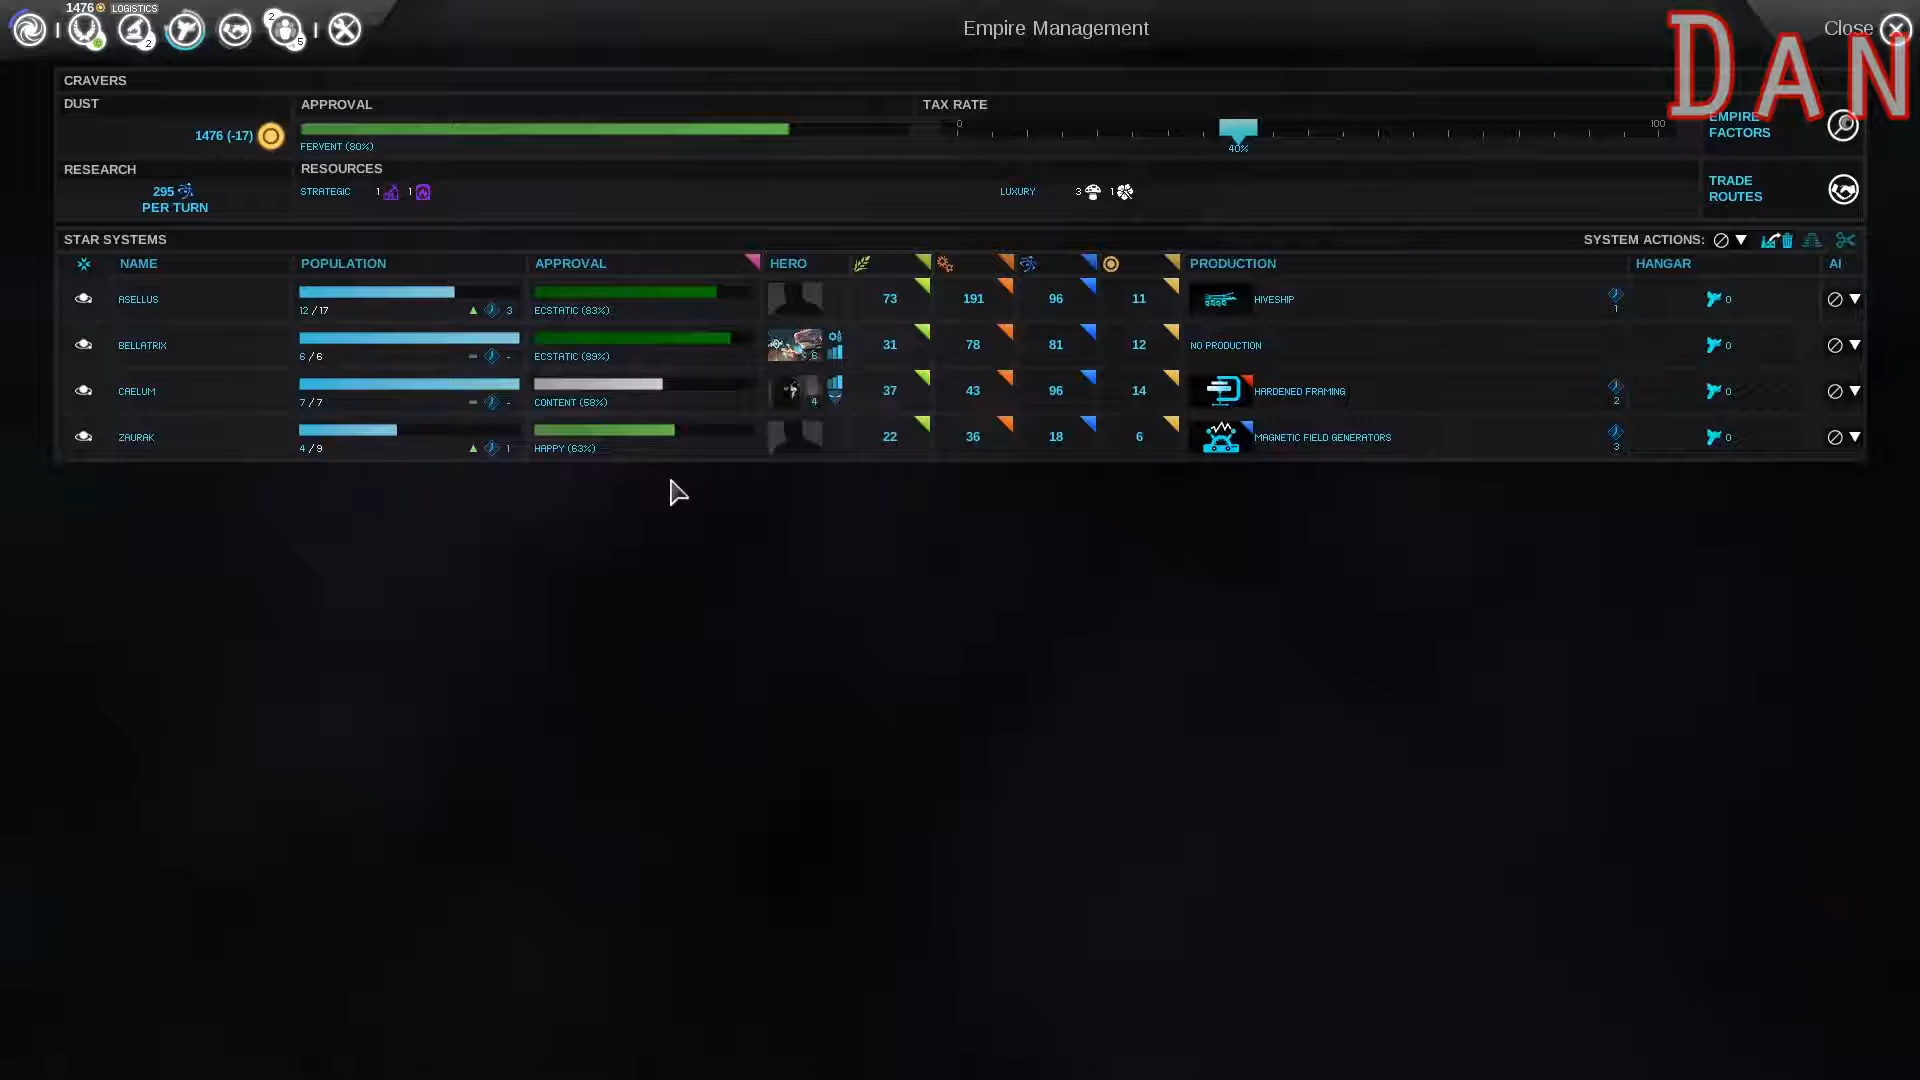 1476 LOGISTICS
2
2
5
Empire Management
Close
DAN
CRAVERS
DUST
1476 (-17)
APPROVAL
FERVENT (80%)
TAX RATE
0
100
40%
EMPIRE
FACTORS
RESEARCH
295
PER TURN
RESOURCES
STRATEGIC 1 1
LUXURY 3 1
TRADE
ROUTES
STAR SYSTEMS
SYSTEM ACTIONS:
NAME POPULATION APPROVAL HERO PRODUCTION HANGAR AI
ASELLUS 12/17 3 ECSTATIC (83%) 73 191 96 11 HIVESHIP 1 0
BELLATRIX 6/6 - ECSTATIC (89%) 6 31 78 81 12 NO PRODUCTION 0
CAELUM 7/7 - CONTENT (58%) 4 37 43 96 14 HARDENED FRAMING 2 0
ZAURAK 4/9 1 HAPPY (63%) 22 36 18 6 MAGNETIC FIELD GENERATORS 3 0